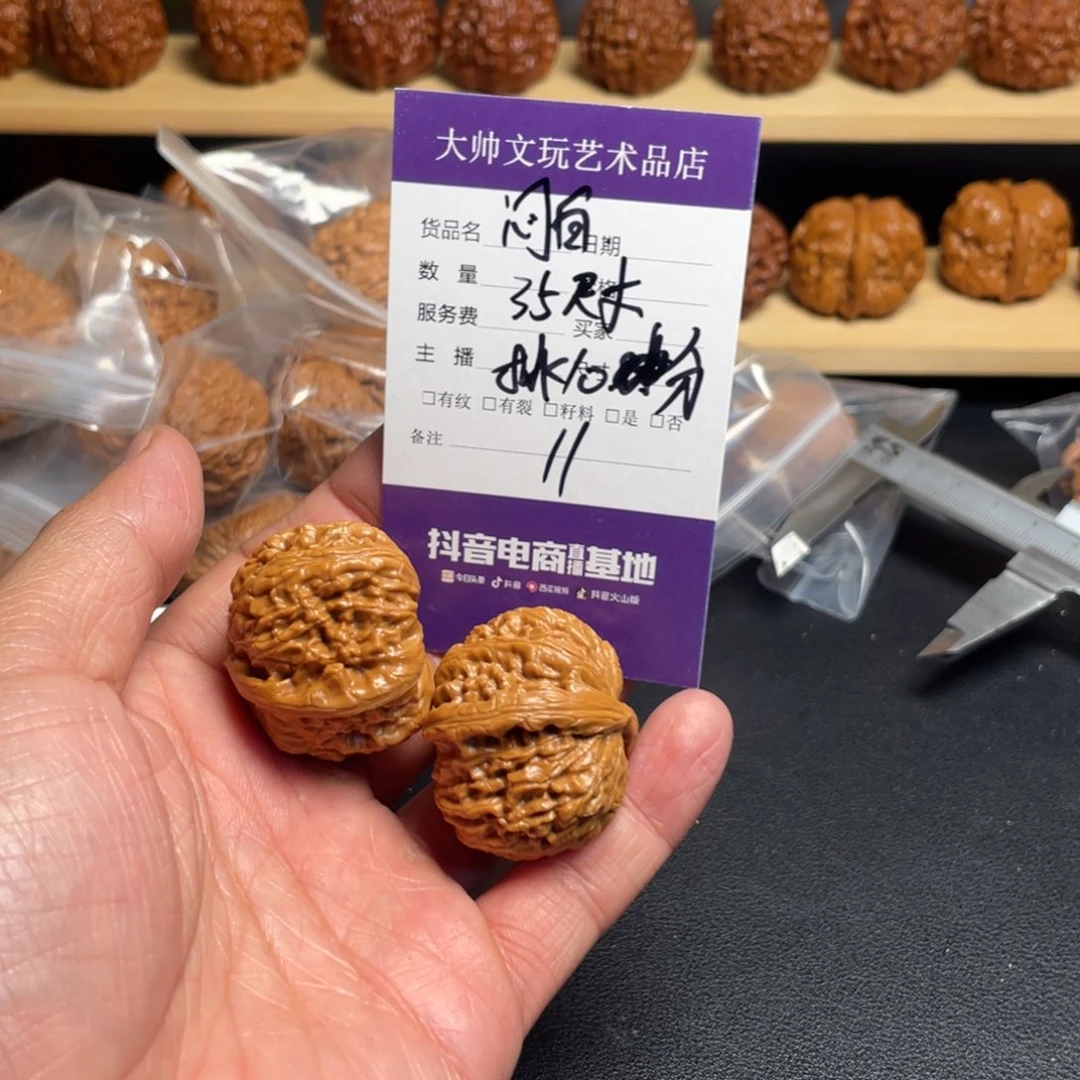 大帅文玩艺术品店
货品名 闷白 日期
数 量 35尺寸 格
服务费 买家
主 播
□有纹 □有裂 □籽料 □是 □否
备注 11
抖音电商直播基地
今日头条 抖音 西瓜视频 抖音火山版